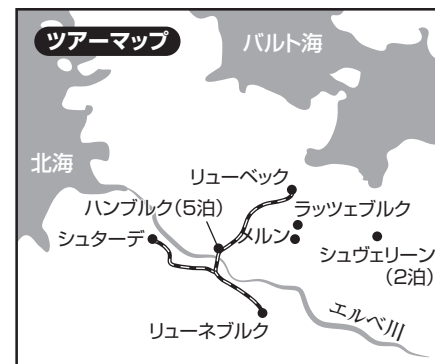 ツアーマップ
バルト海
北海
リューベック
ハンブルク(5泊)
ラッツェブルク
シュターデ
メルン
シュヴェリーン
(2泊)
エルベ川
リューネブルク